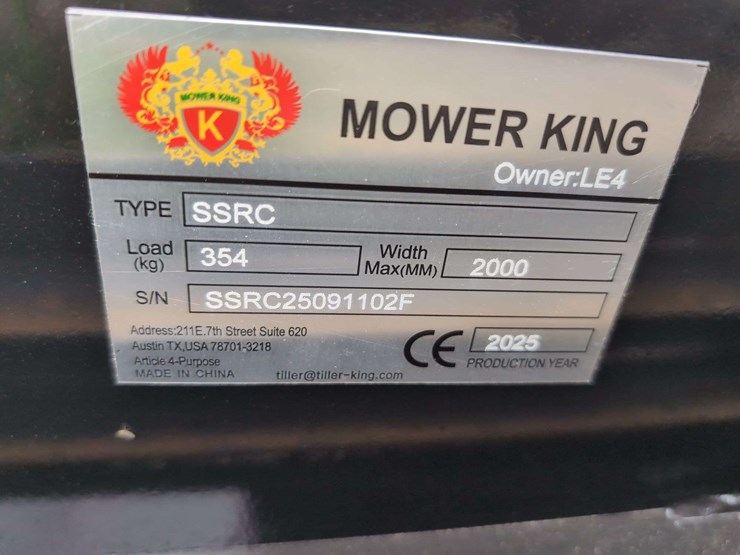 MOWER KING
K
MOWER KING
Owner:LE4
TYPE SSRC
Load (kg) 354 Width Max(MM) 2000
S/N SSRC25091102F
Address:211E.7th Street Suite 620
Austin TX,USA 78701-3218
Article 4-Purpose
MADE IN CHINA
tiller@tiller-king.com
CE 2025
PRODUCTION YEAR